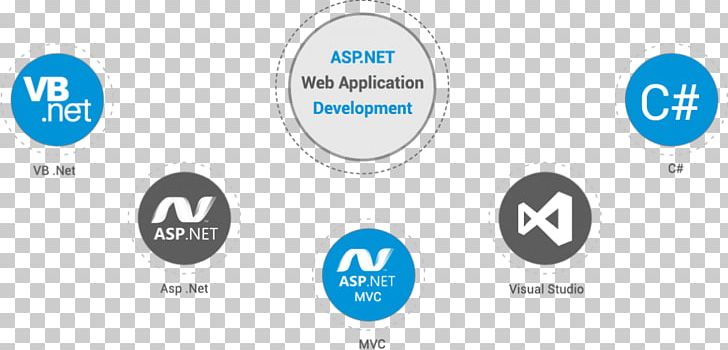 ASP.NET
Web Application
Development
VB
.net
VB .Net
C#
C#
ASP.NET
Asp .Net
Visual Studio
ASP.NET
MVC
MVC